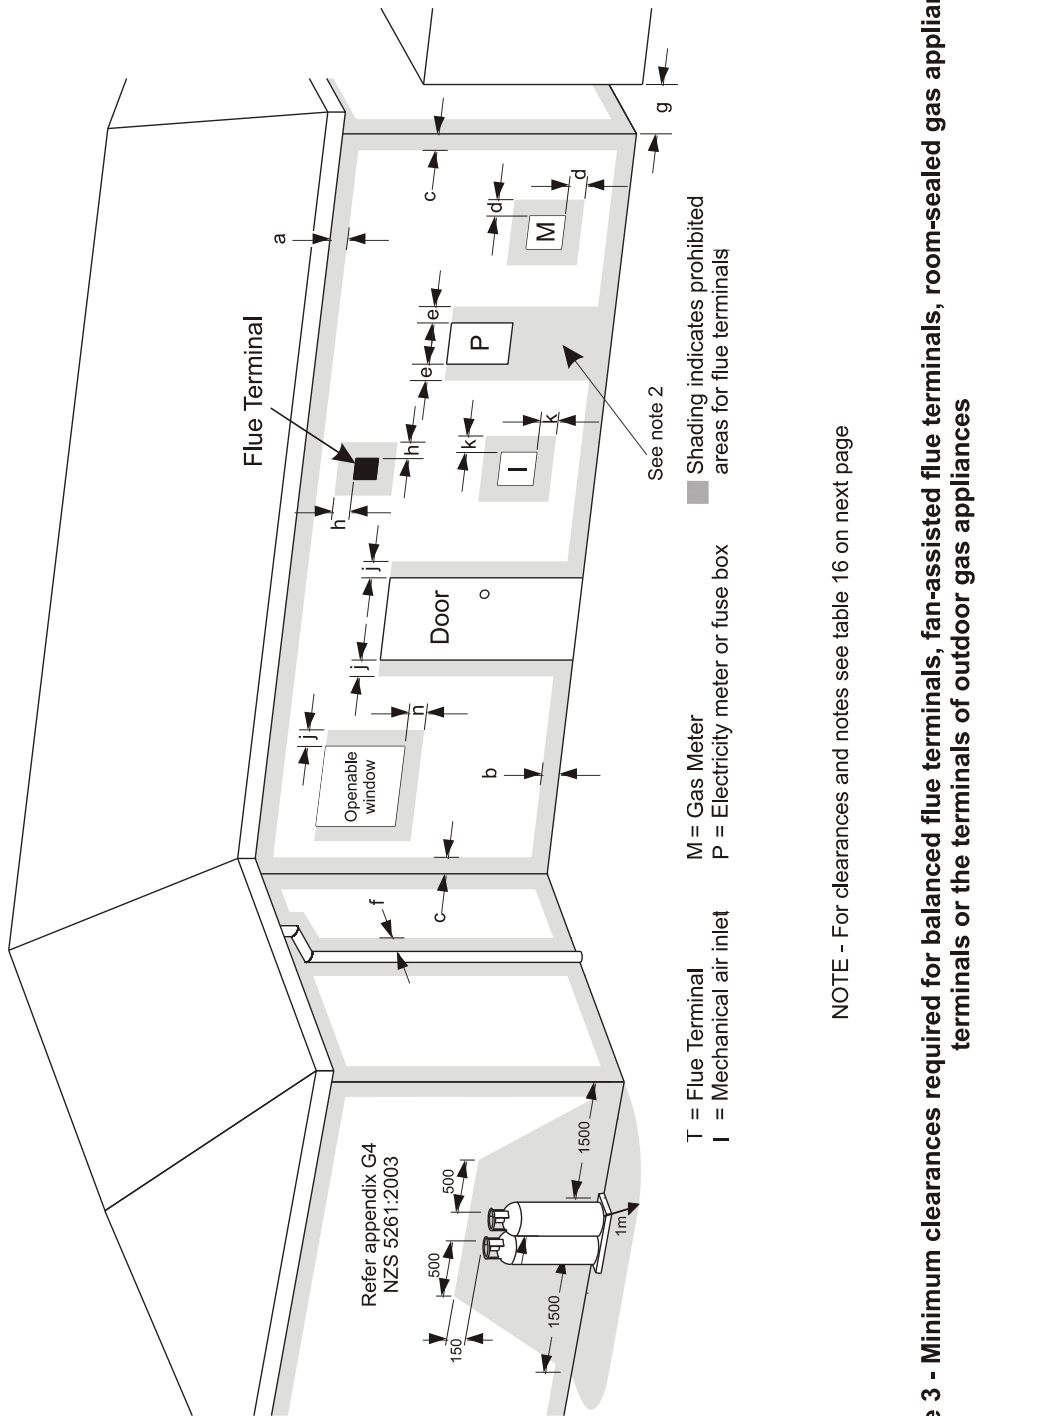 Flue Terminal
a
c
g
h
h
e
e
P
d
d
M
k
k
I
j
j
Door
j
n
Openable
window
b
f
c
See note 2
Refer appendix G4
NZS 5261:2003
500
500
150
1500
1500
1m
T = Flue Terminal
I = Mechanical air inlet
M = Gas Meter
P = Electricity meter or fuse box
Shading indicates prohibited
areas for flue terminals
NOTE - For clearances and notes see table 16 on next page
3 - Minimum clearances required for balanced flue terminals, fan-assisted flue terminals, room-sealed gas
terminals or the terminals of outdoor gas appliances